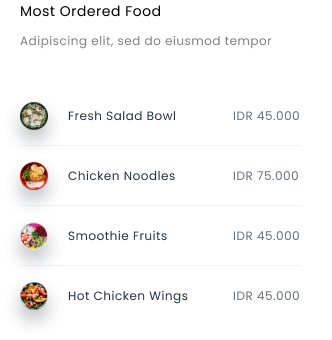 Most Ordered Food
Adipiscing elit, sed do eiusmod tempor
Fresh Salad Bowl IDR 45.000
Chicken Noodles IDR 75.000
Smoothie Fruits IDR 45.000
Hot Chicken Wings IDR 45.000